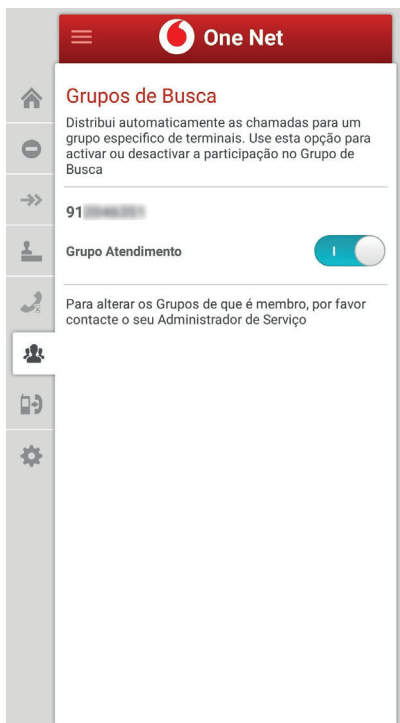 One Net
Grupos de Busca
Distribui automaticamente as chamadas para um
grupo especifico de terminais. Use esta opção para
activar ou desactivar a participação no Grupo de
Busca
91
Grupo Atendimento
Para alterar os Grupos de que é membro, por favor
contacte o seu Administrador de Serviço